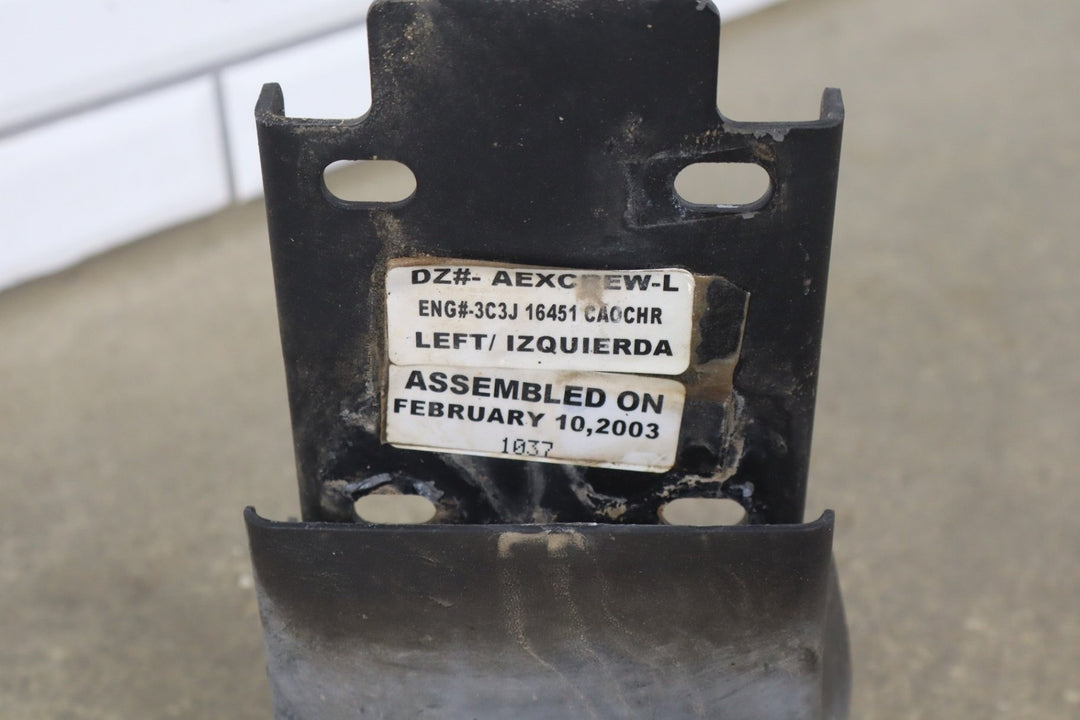 DZ#- AEXCREW-L
ENG#-3C3J 16451 CAOCHR
LEFT/ IZQUIERDA
ASSEMBLED ON
FEBRUARY 10,2003
1037